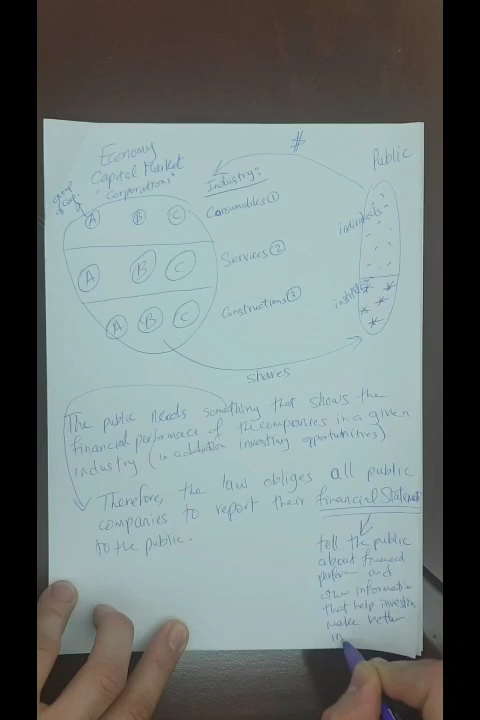 Economy
Capital Market
"Corporations"
group of corp.
A B C
A B C
A B C
Industry:
Consumables ①
Services ②
Constructions ③
$
Public
individuals
shares
The public needs something that shows the
financial performance of the companies in a given
industry (in addition investing opportunities)
Therefore, the law obliges all public
companies to report their financial Statements
to the public.
tell the public
about financial
perform and
other information
that help investors
make better
in